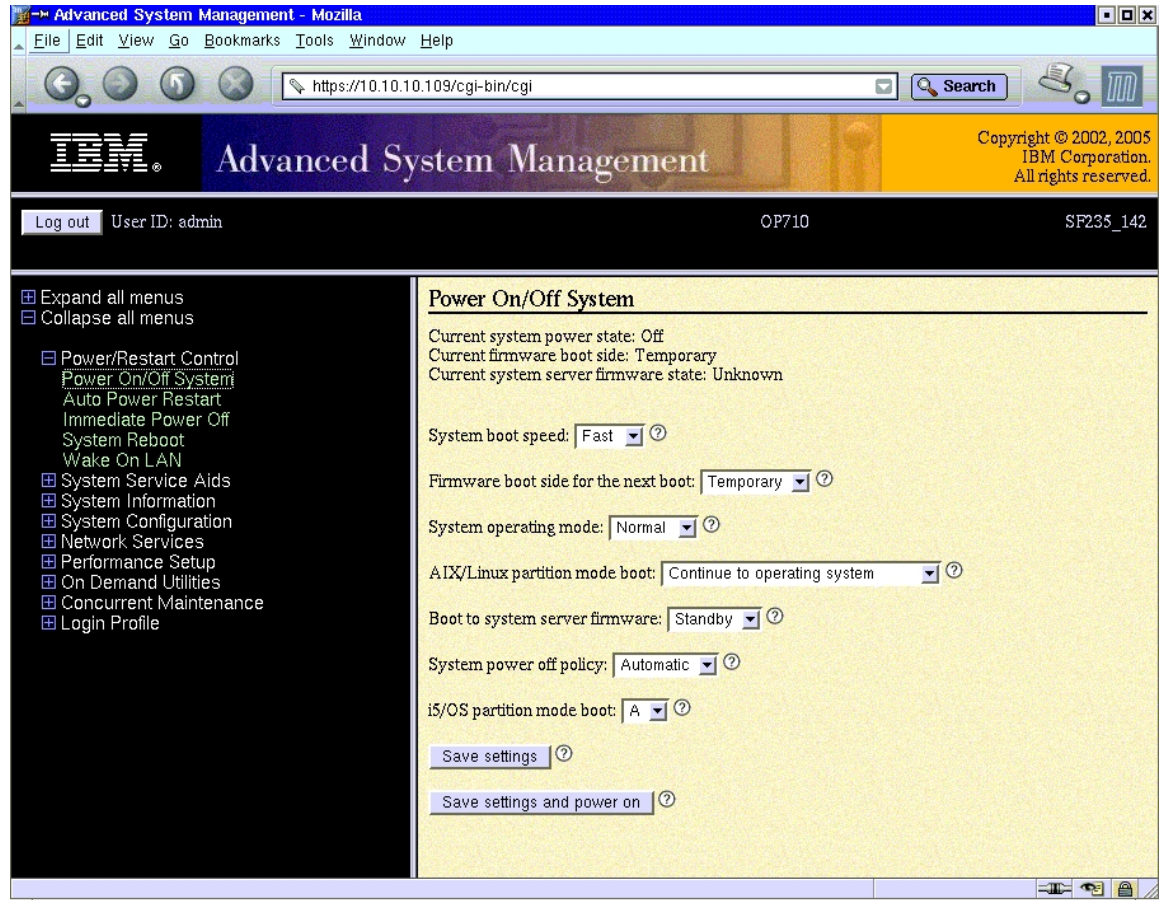 Advanced System Management - Mozilla
File Edit View Go Bookmarks Tools Window Help
https://10.10.10.109/cgi-bin/cgi Search
IBM® Advanced System Management
Copyright © 2002, 2005
IBM Corporation.
All rights reserved.
Log out User ID: admin OP710 SF235_142
Expand all menus
Collapse all menus
Power/Restart Control
Power On/Off System
Auto Power Restart
Immediate Power Off
System Reboot
Wake On LAN
System Service Aids
System Information
System Configuration
Network Services
Performance Setup
On Demand Utilities
Concurrent Maintenance
Login Profile
Power On/Off System
Current system power state: Off
Current firmware boot side: Temporary
Current system server firmware state: Unknown
System boot speed: Fast ?
Firmware boot side for the next boot: Temporary ?
System operating mode: Normal ?
AIX/Linux partition mode boot: Continue to operating system ?
Boot to system server firmware: Standby ?
System power off policy: Automatic ?
i5/OS partition mode boot: A ?
Save settings ?
Save settings and power on ?